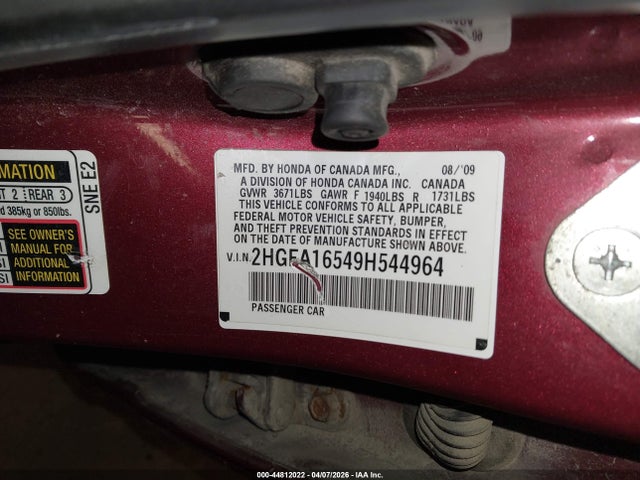 MATION
T 2 REAR 3
d 385kg or 850lbs.
SEE OWNER'S
MANUAL FOR
ADDITIONAL
INFORMATION
SNE E2
MFD. BY HONDA OF CANADA MFG., 08/'09
A DIVISION OF HONDA CANADA INC. CANADA
GVWR 3671LBS GAWR F 1940LBS R 1731LBS
THIS VEHICLE CONFORMS TO ALL APPLICABLE
FEDERAL MOTOR VEHICLE SAFETY, BUMPER,
AND THEFT PREVENTION STANDARDS IN EFFECT
ON THE DATE OF MANUFACTURE SHOWN ABOVE.
V.I.N. 2HGFA16549H544964
PASSENGER CAR
000-44812022 - 04/07/2026 - IAA Inc.